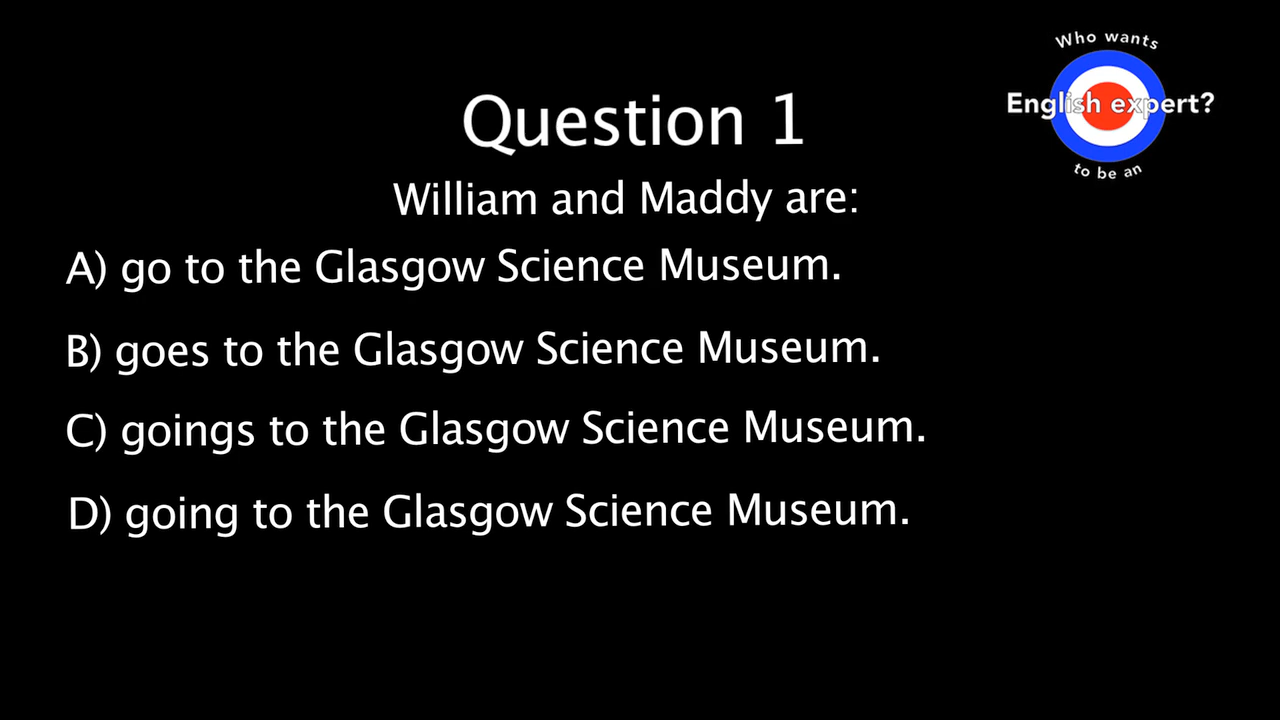 Who wants
English expert?
to be an
Question 1
William and Maddy are:
A) go to the Glasgow Science Museum.
B) goes to the Glasgow Science Museum.
C) goings to the Glasgow Science Museum.
D) going to the Glasgow Science Museum.